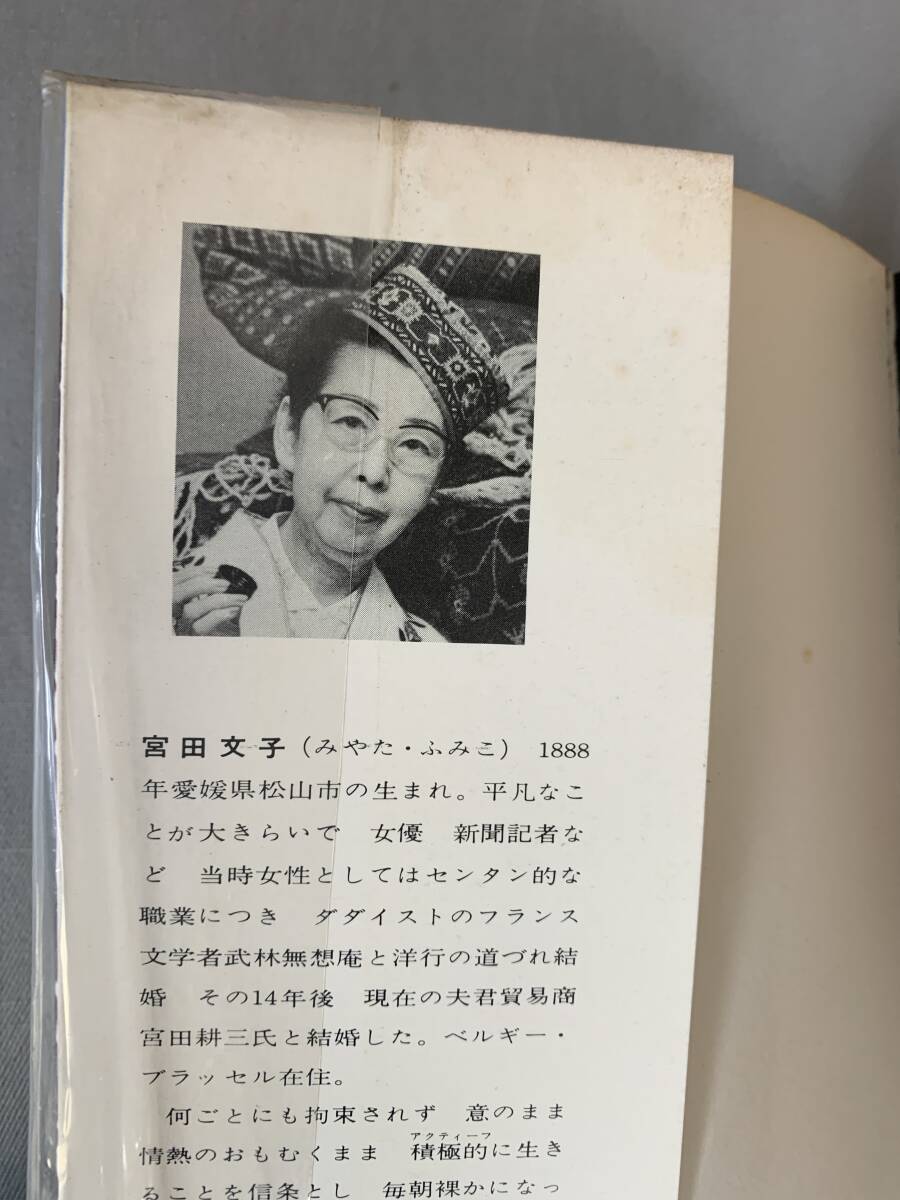 宮田文子（みやた・ふみこ） 1888
年愛媛県松山市の生まれ。平凡なこ
とが大きらいで　女優　新聞記者な
ど　当時女性としてはセンタン的な
職業につき　ダダイストのフランス
文学者武林無想庵と洋行の道づれ結
婚　その14年後　現在の夫君貿易商
宮田耕三氏と結婚した。ベルギー・
ブラッセル在住。
何ごとにも拘束されず　意のまま
アクティーフ
情熱のおもむくまま　積極的に生き
ることを信条とし　毎朝裸かになっ